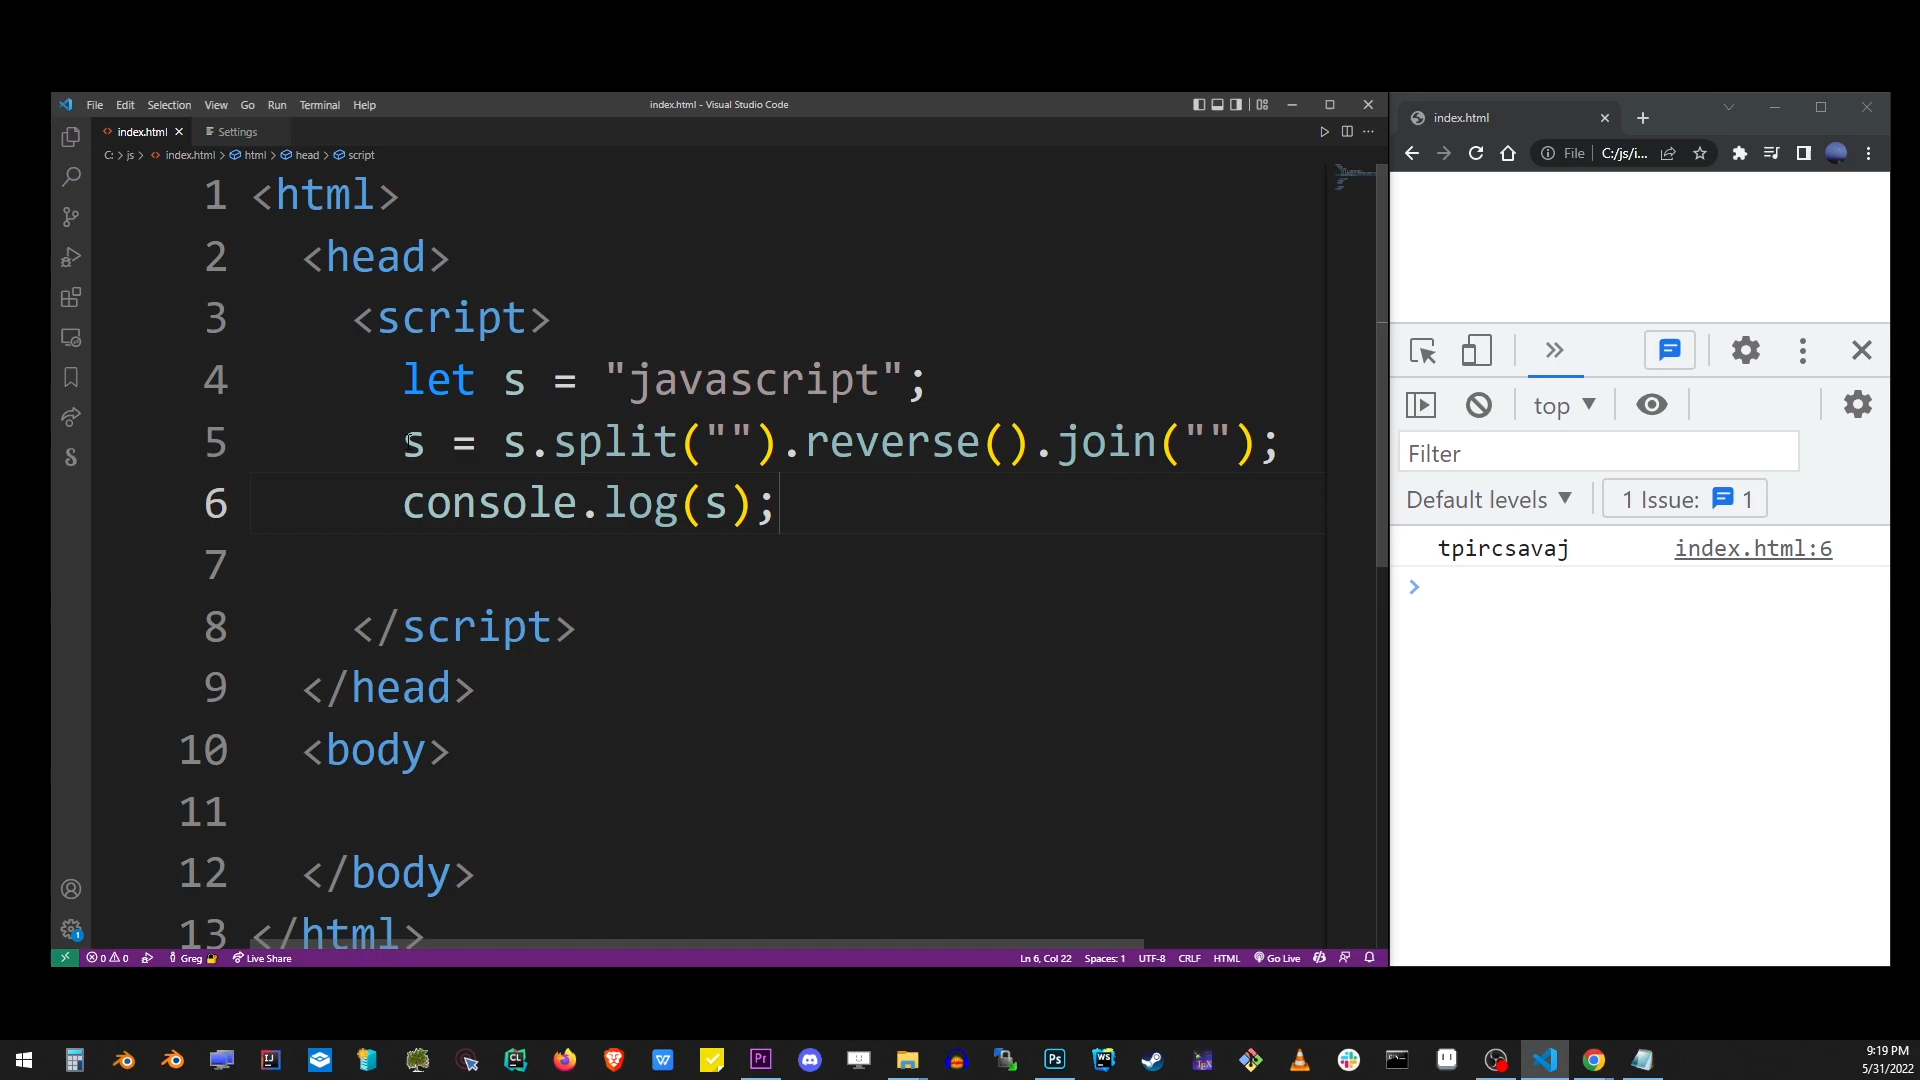 File Edit Selection View Go Run Terminal Help
index.html - Visual Studio Code
index.html
Settings
C: > js > index.html > html > head > script
1 <html>
2 <head>
3 <script>
4 let s = "javascript";
5 s = s.split("").reverse().join("");
6 console.log(s);
7
8 </script>
9 </head>
10 <body>
11
12 </body>
13 </html>
0 0 Greg Live Share
Ln 6, Col 22 Spaces: 1 UTF-8 CRLF HTML Go Live
index.html
File C:/js/i...
top
Filter
Default levels 1 Issue: 1
tpircsavaj index.html:6
9:19 PM
5/31/2022